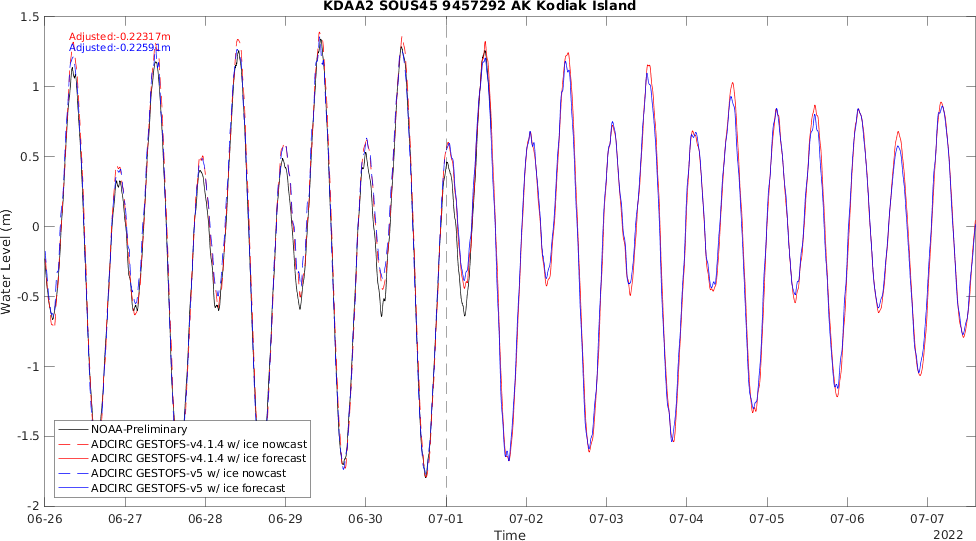 KDAA2 SOUS45 9457292 AK Kodiak Island
Adjusted:-0.22317m
Adjusted:-0.22591m
1.5
1
0.5
0
-0.5
-1
-1.5
-2
Water Level (m)
NOAA-Preliminary
ADCIRC GESTOFS-v4.1.4 w/ ice nowcast
ADCIRC GESTOFS-v4.1.4 w/ ice forecast
ADCIRC GESTOFS-v5 w/ ice nowcast
ADCIRC GESTOFS-v5 w/ ice forecast
06-26 06-27 06-28 06-29 06-30 07-01 07-02 07-03 07-04 07-05 07-06 07-07
Time
2022